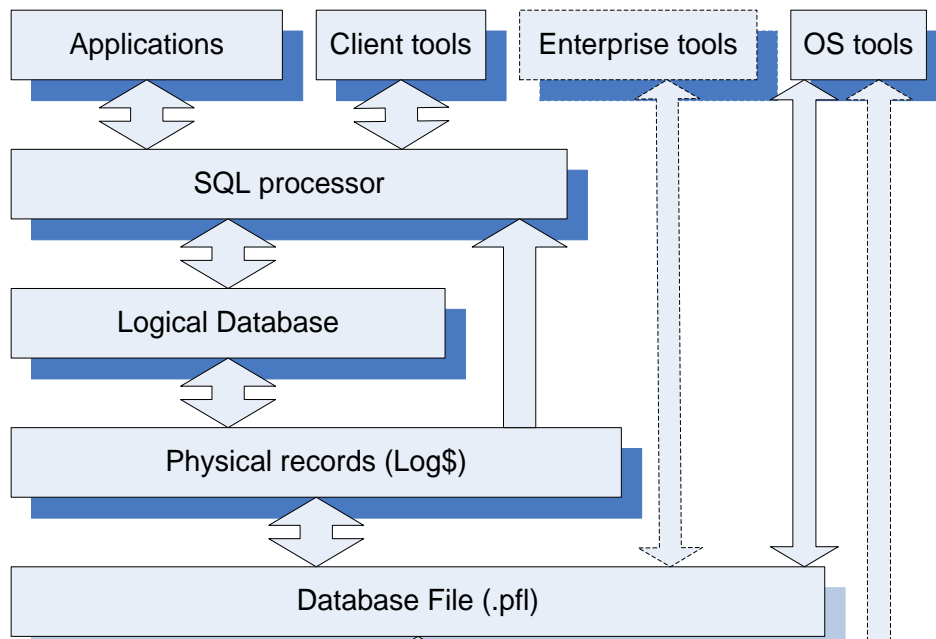 Applications
Client tools
Enterprise tools
OS tools
SQL processor
Logical Database
Physical records (Log$)
Database File (.pfl)